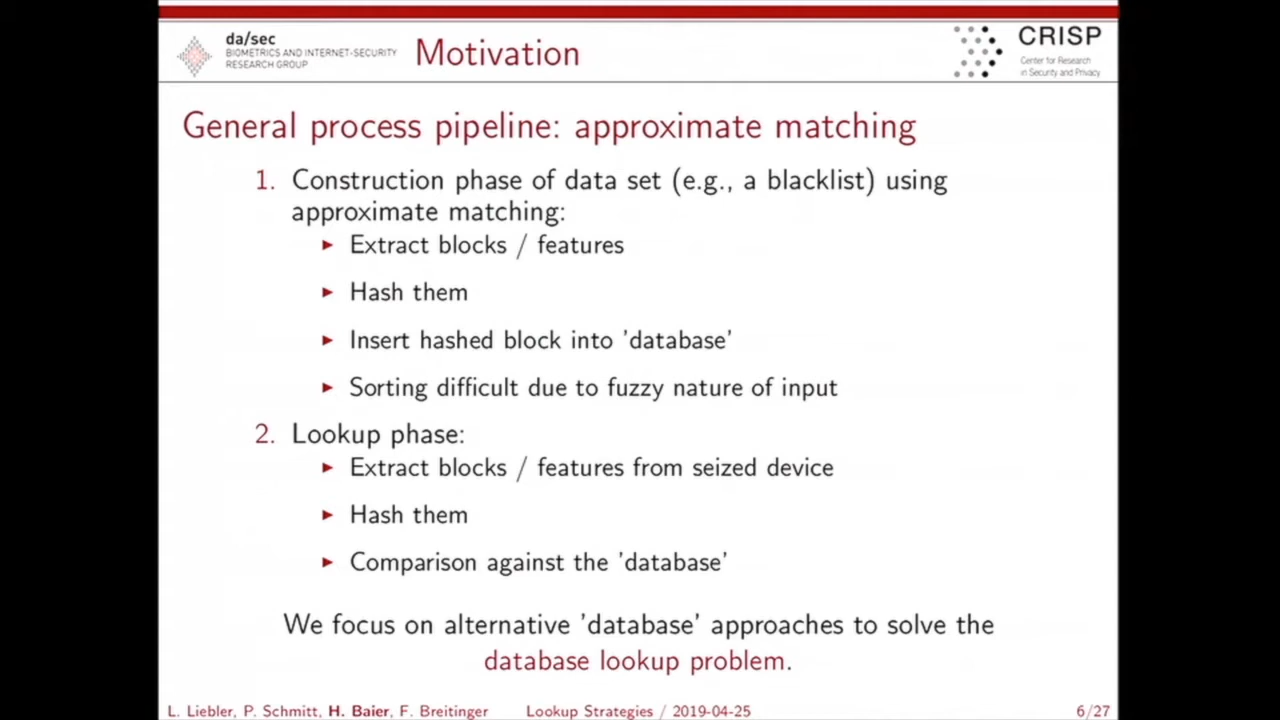 da/sec
BIOMETRICS AND INTERNET-SECURITY
RESEARCH GROUP
Motivation
CRISP
Center for Research
in Security and Privacy
General process pipeline: approximate matching
1. Construction phase of data set (e.g., a blacklist) using
approximate matching:
▶ Extract blocks / features
▶ Hash them
▶ Insert hashed block into 'database'
▶ Sorting difficult due to fuzzy nature of input
2. Lookup phase:
▶ Extract blocks / features from seized device
▶ Hash them
▶ Comparison against the 'database'
We focus on alternative 'database' approaches to solve the
database lookup problem.
L. Liebler, P. Schmitt, H. Baier, F. Breitinger Lookup Strategies / 2019-04-25 6/27